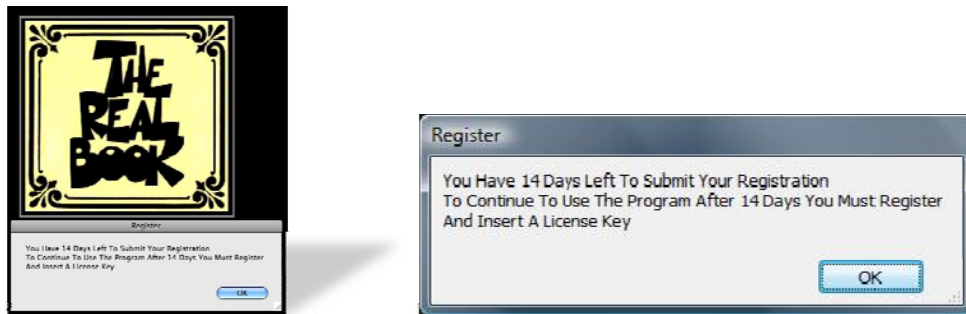 THE
REAL
BOOK
Register
You Have 14 Days Left To Submit Your Registration
To Continue To Use The Program After 14 Days You Must Register
And Insert A License Key
OK
Register
You Have 14 Days Left To Submit Your Registration
To Continue To Use The Program After 14 Days You Must Register
And Insert A License Key
OK